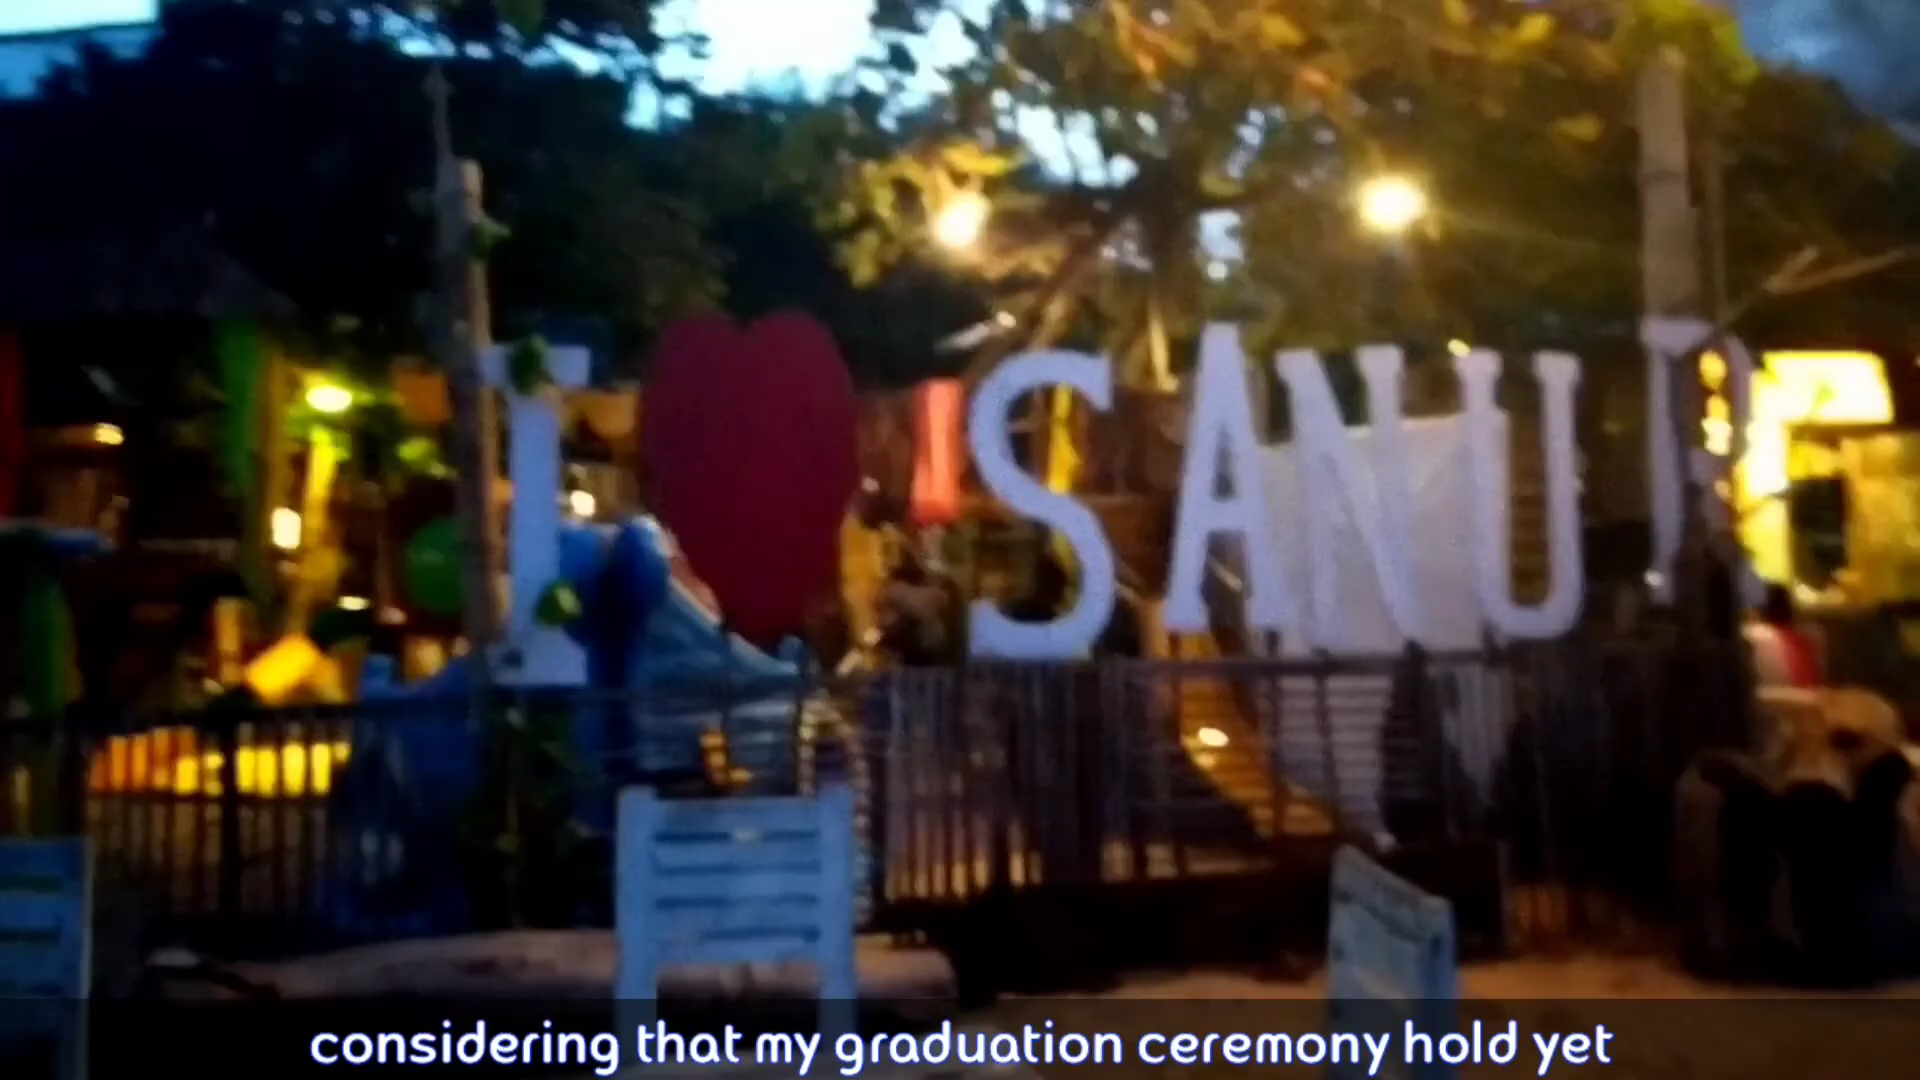 I ❤ SANUR
considering that my graduation ceremony hold yet